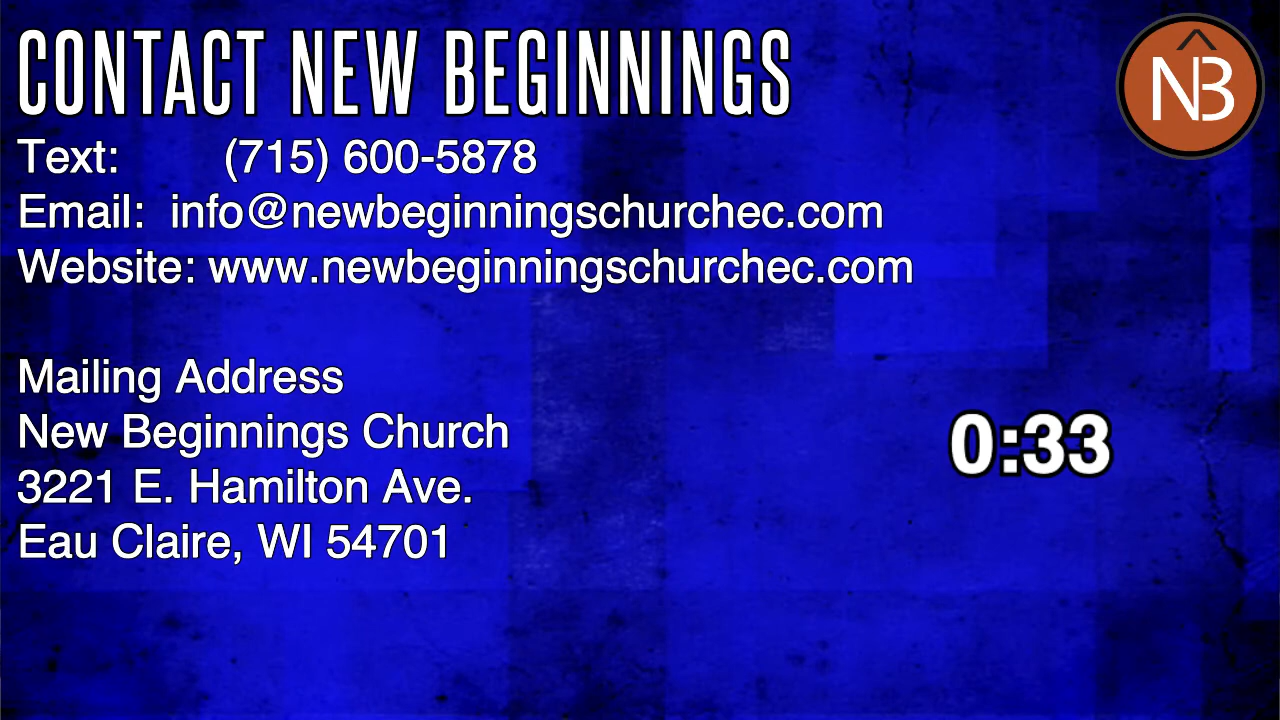 CONTACT NEW BEGINNINGS
NB
Text: (715) 600-5878
Email: info@newbeginningschurchec.com
Website: www.newbeginningschurchec.com
Mailing Address
New Beginnings Church
3221 E. Hamilton Ave.
Eau Claire, WI 54701
0:33